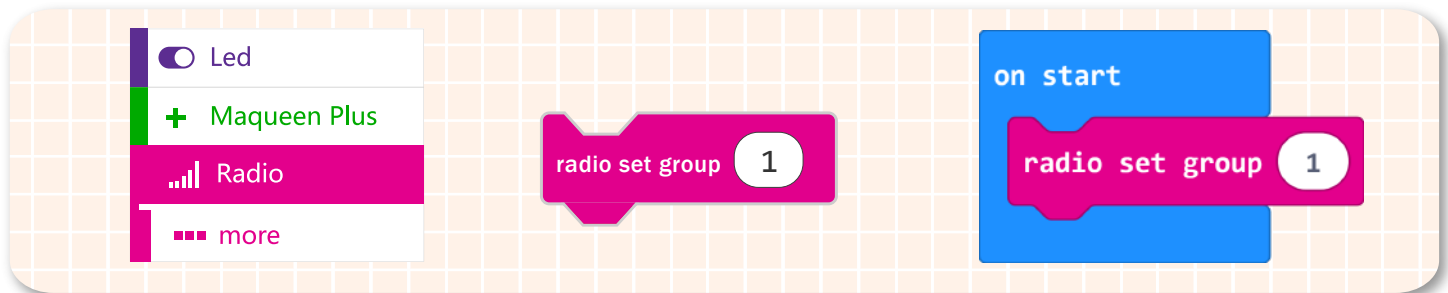 Led
Maqueen Plus
Radio
more
radio set group 1
on start
radio set group 1